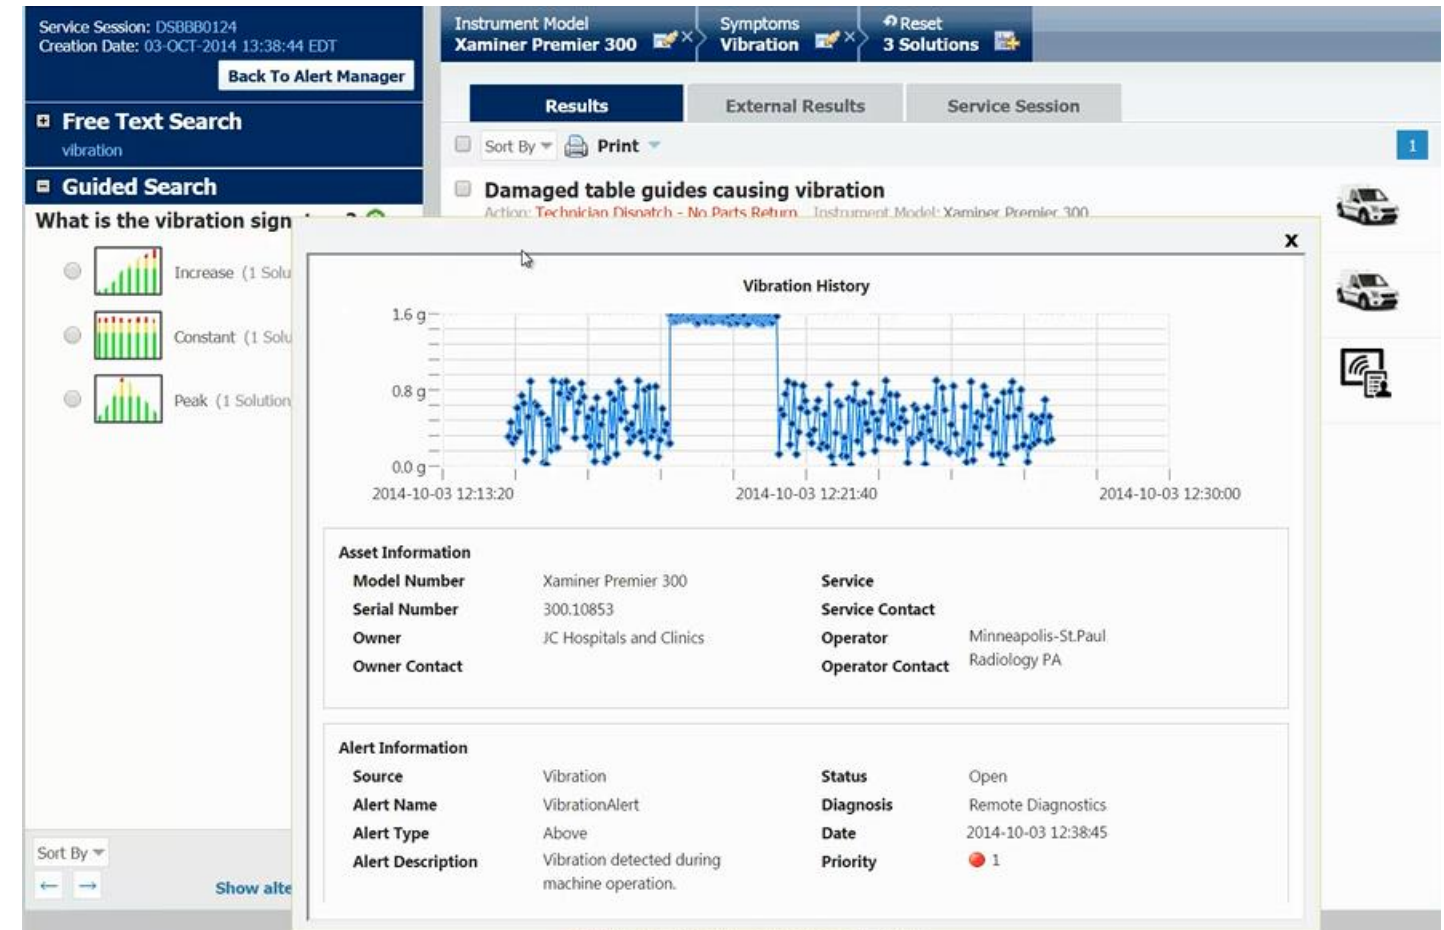 Service Session: DSBBB0124
Creation Date: 03-OCT-2014 13:38:44 EDT
Back To Alert Manager
Instrument Model
Xaminer Premier 300
Symptoms
Vibration
Reset
3 Solutions
Free Text Search
vibration
Guided Search
What is the vibration sign
Increase (1 Solu
Constant (1 Solu
Peak (1 Solution
Results
External Results
Service Session
Sort By
Print
1
Damaged table guides causing vibration
Action: Technician Dispatch - No Parts Return Instrument Model: Xaminer Premier 300
X
Vibration History
1.6 g
0.8 g
0.0 g
2014-10-03 12:13:20
2014-10-03 12:21:40
2014-10-03 12:30:00
Asset Information
Model Number Xaminer Premier 300 Service
Serial Number 300.10853 Service Contact
Owner JC Hospitals and Clinics Operator Minneapolis-St.Paul
Owner Contact Operator Contact Radiology PA
Alert Information
Source Vibration Status Open
Alert Name VibrationAlert Diagnosis Remote Diagnostics
Alert Type Above Date 2014-10-03 12:38:45
Alert Description Vibration detected during Priority 1
machine operation.
Sort By
Show alte